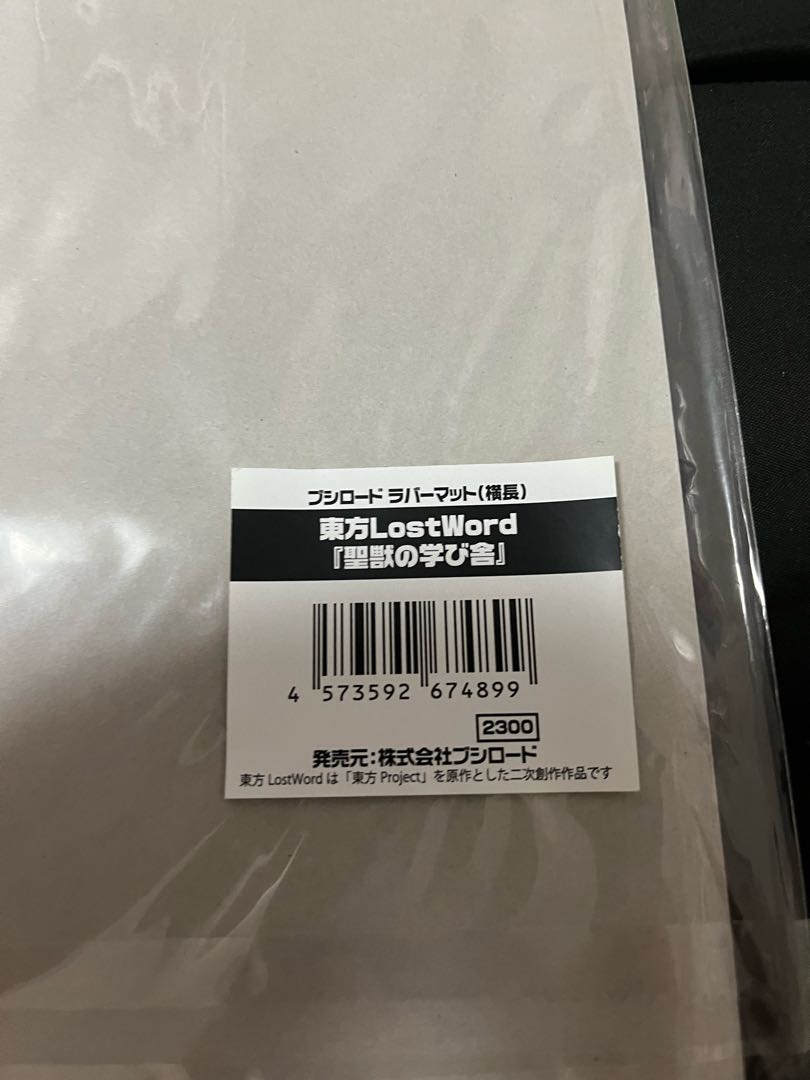 ブシロード ラバーマット(横長)
東方LostWord
『聖獣の学び舎』
4 573592 674899
2300
発売元:株式会社ブシロード
東方 LostWord は「東方 Project」を原作とした二次創作作品です